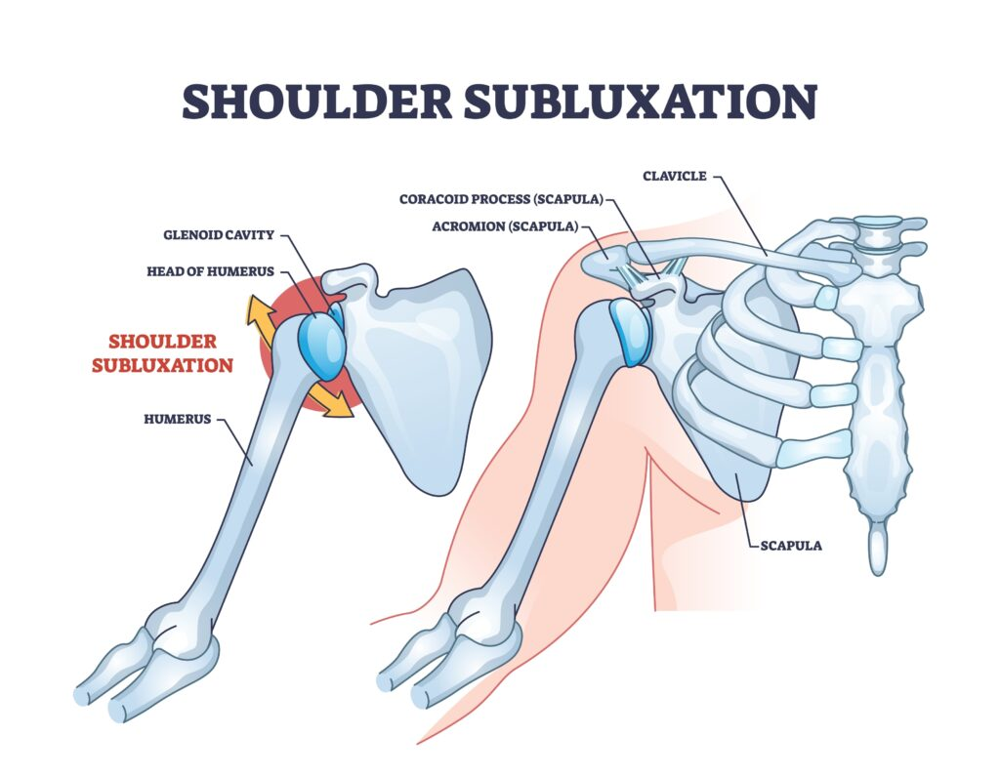 SHOULDER SUBLUXATION
CLAVICLE
CORACOID PROCESS (SCAPULA)
ACROMION (SCAPULA)
GLENOID CAVITY
HEAD OF HUMERUS
SHOULDER
SUBLUXATION
HUMERUS
SCAPULA